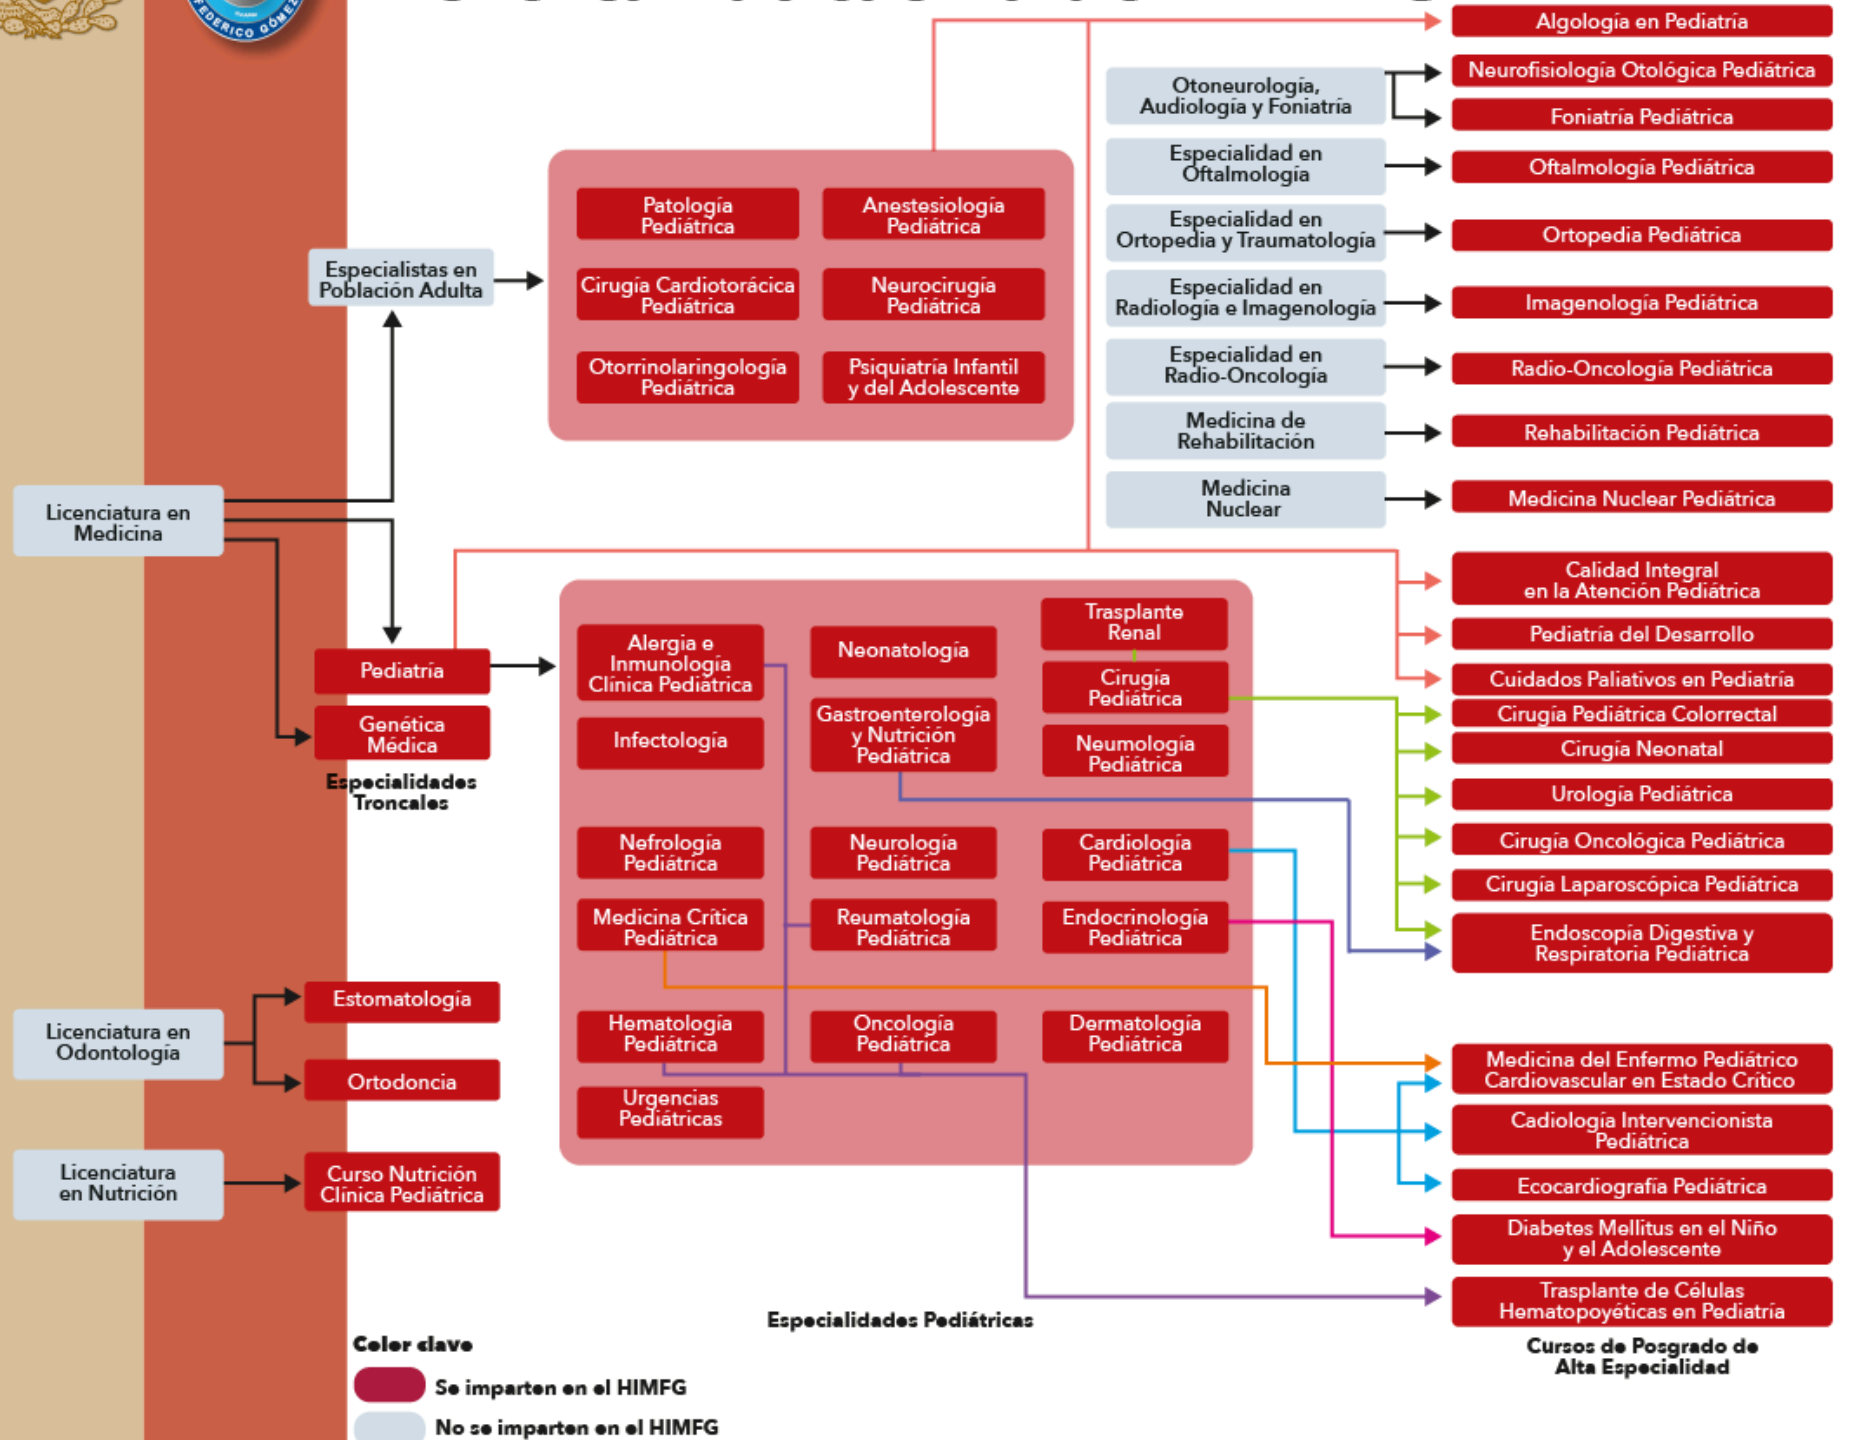 FEDERICO GÓMEZ
Algología en Pediatría
Otoneurología,
Audiología y Foniatría
Neurofisiología Otológica Pediátrica
Foniatría Pediátrica
Especialidad en
Oftalmología
Oftalmología Pediátrica
Especialidad en
Ortopedia y Traumatología
Ortopedia Pediátrica
Especialidad en
Radiología e Imagenología
Imagenología Pediátrica
Especialidad en
Radio-Oncología
Radio-Oncología Pediátrica
Medicina de
Rehabilitación
Rehabilitación Pediátrica
Medicina
Nuclear
Medicina Nuclear Pediátrica
Patología
Pediátrica
Anestesiología
Pediátrica
Especialistas en
Población Adulta
Cirugía Cardiotorácica
Pediátrica
Neurocirugía
Pediátrica
Otorrinolaringología
Pediátrica
Psiquiatría Infantil
y del Adolescente
Licenciatura en
Medicina
Pediatría
Genética
Médica
Especialidades
Troncales
Alergia e
Inmunología
Clínica Pediátrica
Neonatología
Trasplante
Renal
Cirugía
Pediátrica
Infectología
Gastroenterología
y Nutrición
Pediátrica
Neumología
Pediátrica
Nefrología
Pediátrica
Neurología
Pediátrica
Cardiología
Pediátrica
Medicina Crítica
Pediátrica
Reumatología
Pediátrica
Endocrinología
Pediátrica
Hematología
Pediátrica
Oncología
Pediátrica
Dermatología
Pediátrica
Urgencias
Pediátricas
Calidad Integral
en la Atención Pediátrica
Pediatría del Desarrollo
Cuidados Paliativos en Pediatría
Cirugía Pediátrica Colorrectal
Cirugía Neonatal
Urología Pediátrica
Cirugía Oncológica Pediátrica
Cirugía Laparoscópica Pediátrica
Endoscopía Digestiva y
Respiratoria Pediátrica
Medicina del Enfermo Pediátrico
Cardiovascular en Estado Crítico
Cadiología Intervencionista
Pediátrica
Ecocardiografía Pediátrica
Diabetes Mellitus en el Niño
y el Adolescente
Trasplante de Células
Hematopoyéticas en Pediatría
Licenciatura en
Odontología
Estomatología
Ortodoncia
Licenciatura
en Nutrición
Curso Nutrición
Clínica Pediátrica
Especialidades Pediátricas
Cursos de Posgrado de
Alta Especialidad
Color clave
Se imparten en el HIMFG
No se imparten en el HIMFG